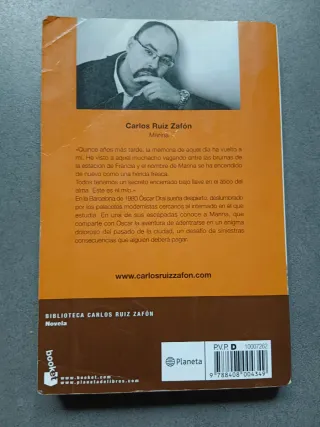 Carlos Ruiz Zafón
Marina
«Quince años más tarde, la memoria de aquel día ha vuelto a
mí. He visto a aquel muchacho vagando entre las brumas de
la estación de Francia y el nombre de Marina se ha encendido
de nuevo como una herida fresca.
Todos tenemos un secreto encerrado bajo llave en el ático del
alma. Éste es el mío.»
En la Barcelona de 1980 Óscar Drai sueña despierto, deslumbrado
por los palacetes modernistas cercanos al internado en el que
estudia. En una de sus escapadas conoce a Marina, que
comparte con Óscar la aventura de adentrarse en un enigma
doloroso del pasado de la ciudad, un desafío de siniestras
consecuencias que alguien deberá pagar.
www.carlosruizzafon.com
BIBLIOTECA CARLOS RUIZ ZAFÓN
Novela
booket
www.booket.com
www.planetadelibros.com
Planeta
P.V.P. D 10007262
9 788408 004349